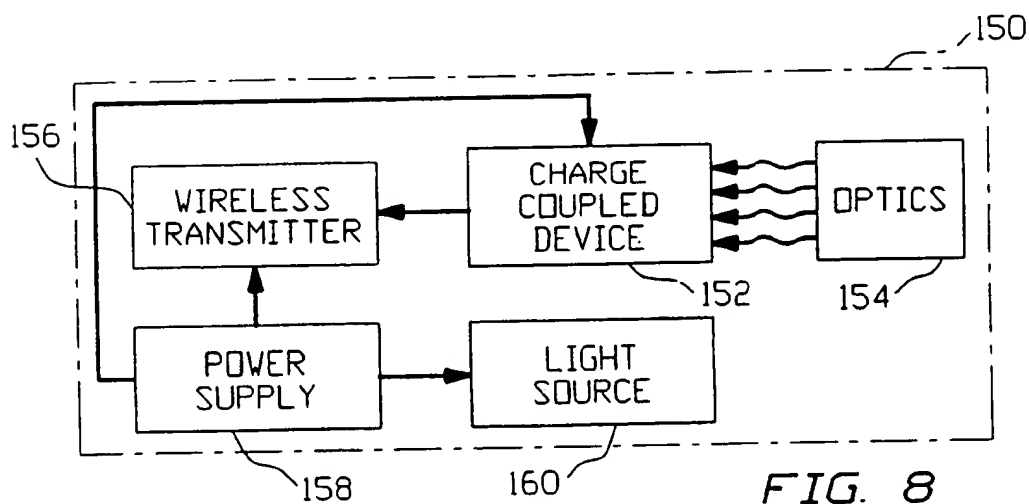 150
156
WIRELESS
TRANSMITTER
CHARGE
COUPLED
DEVICE
OPTICS
152
154
POWER
SUPPLY
LIGHT
SOURCE
158
160
FIG. 8